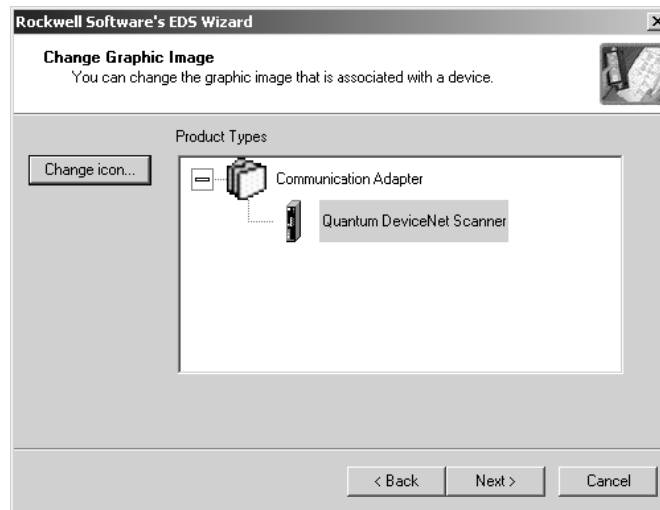 Rockwell Software's EDS Wizard
Change Graphic Image
You can change the graphic image that is associated with a device.
Product Types
Change icon...
Communication Adapter
Quantum DeviceNet Scanner
< Back
Next >
Cancel